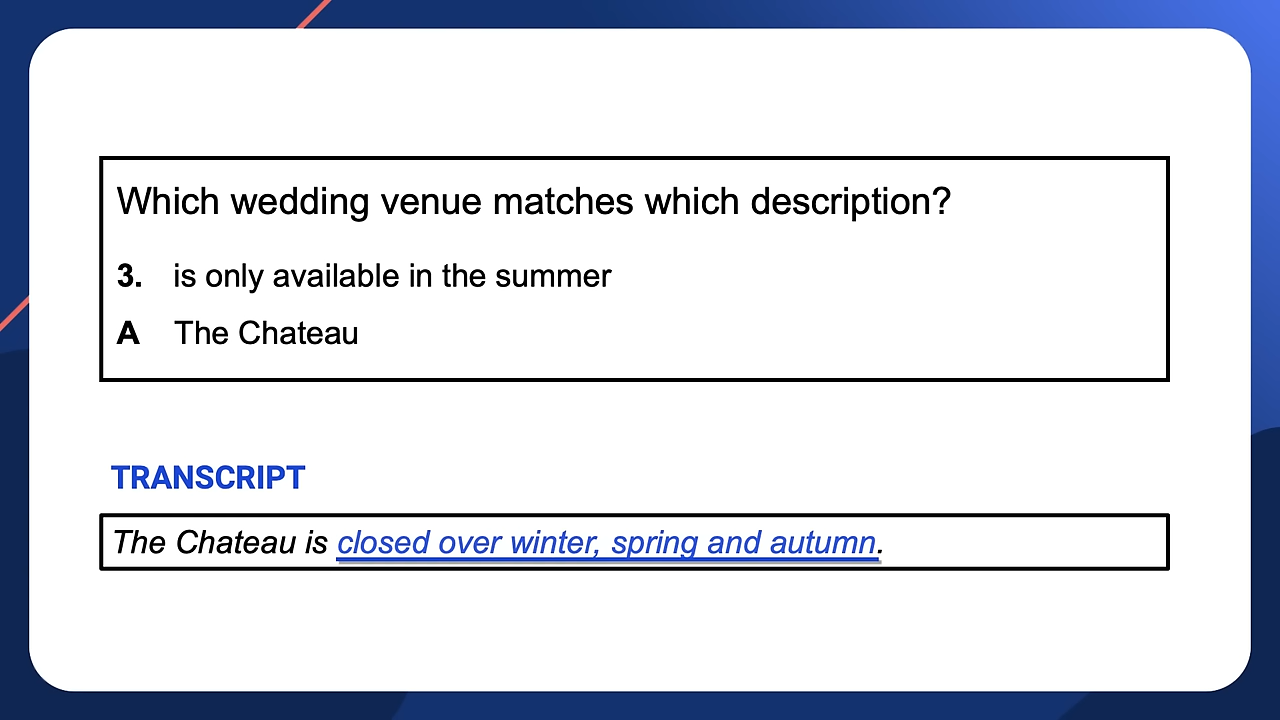 Which wedding venue matches which description?
3. is only available in the summer
A The Chateau
TRANSCRIPT
The Chateau is closed over winter, spring and autumn.